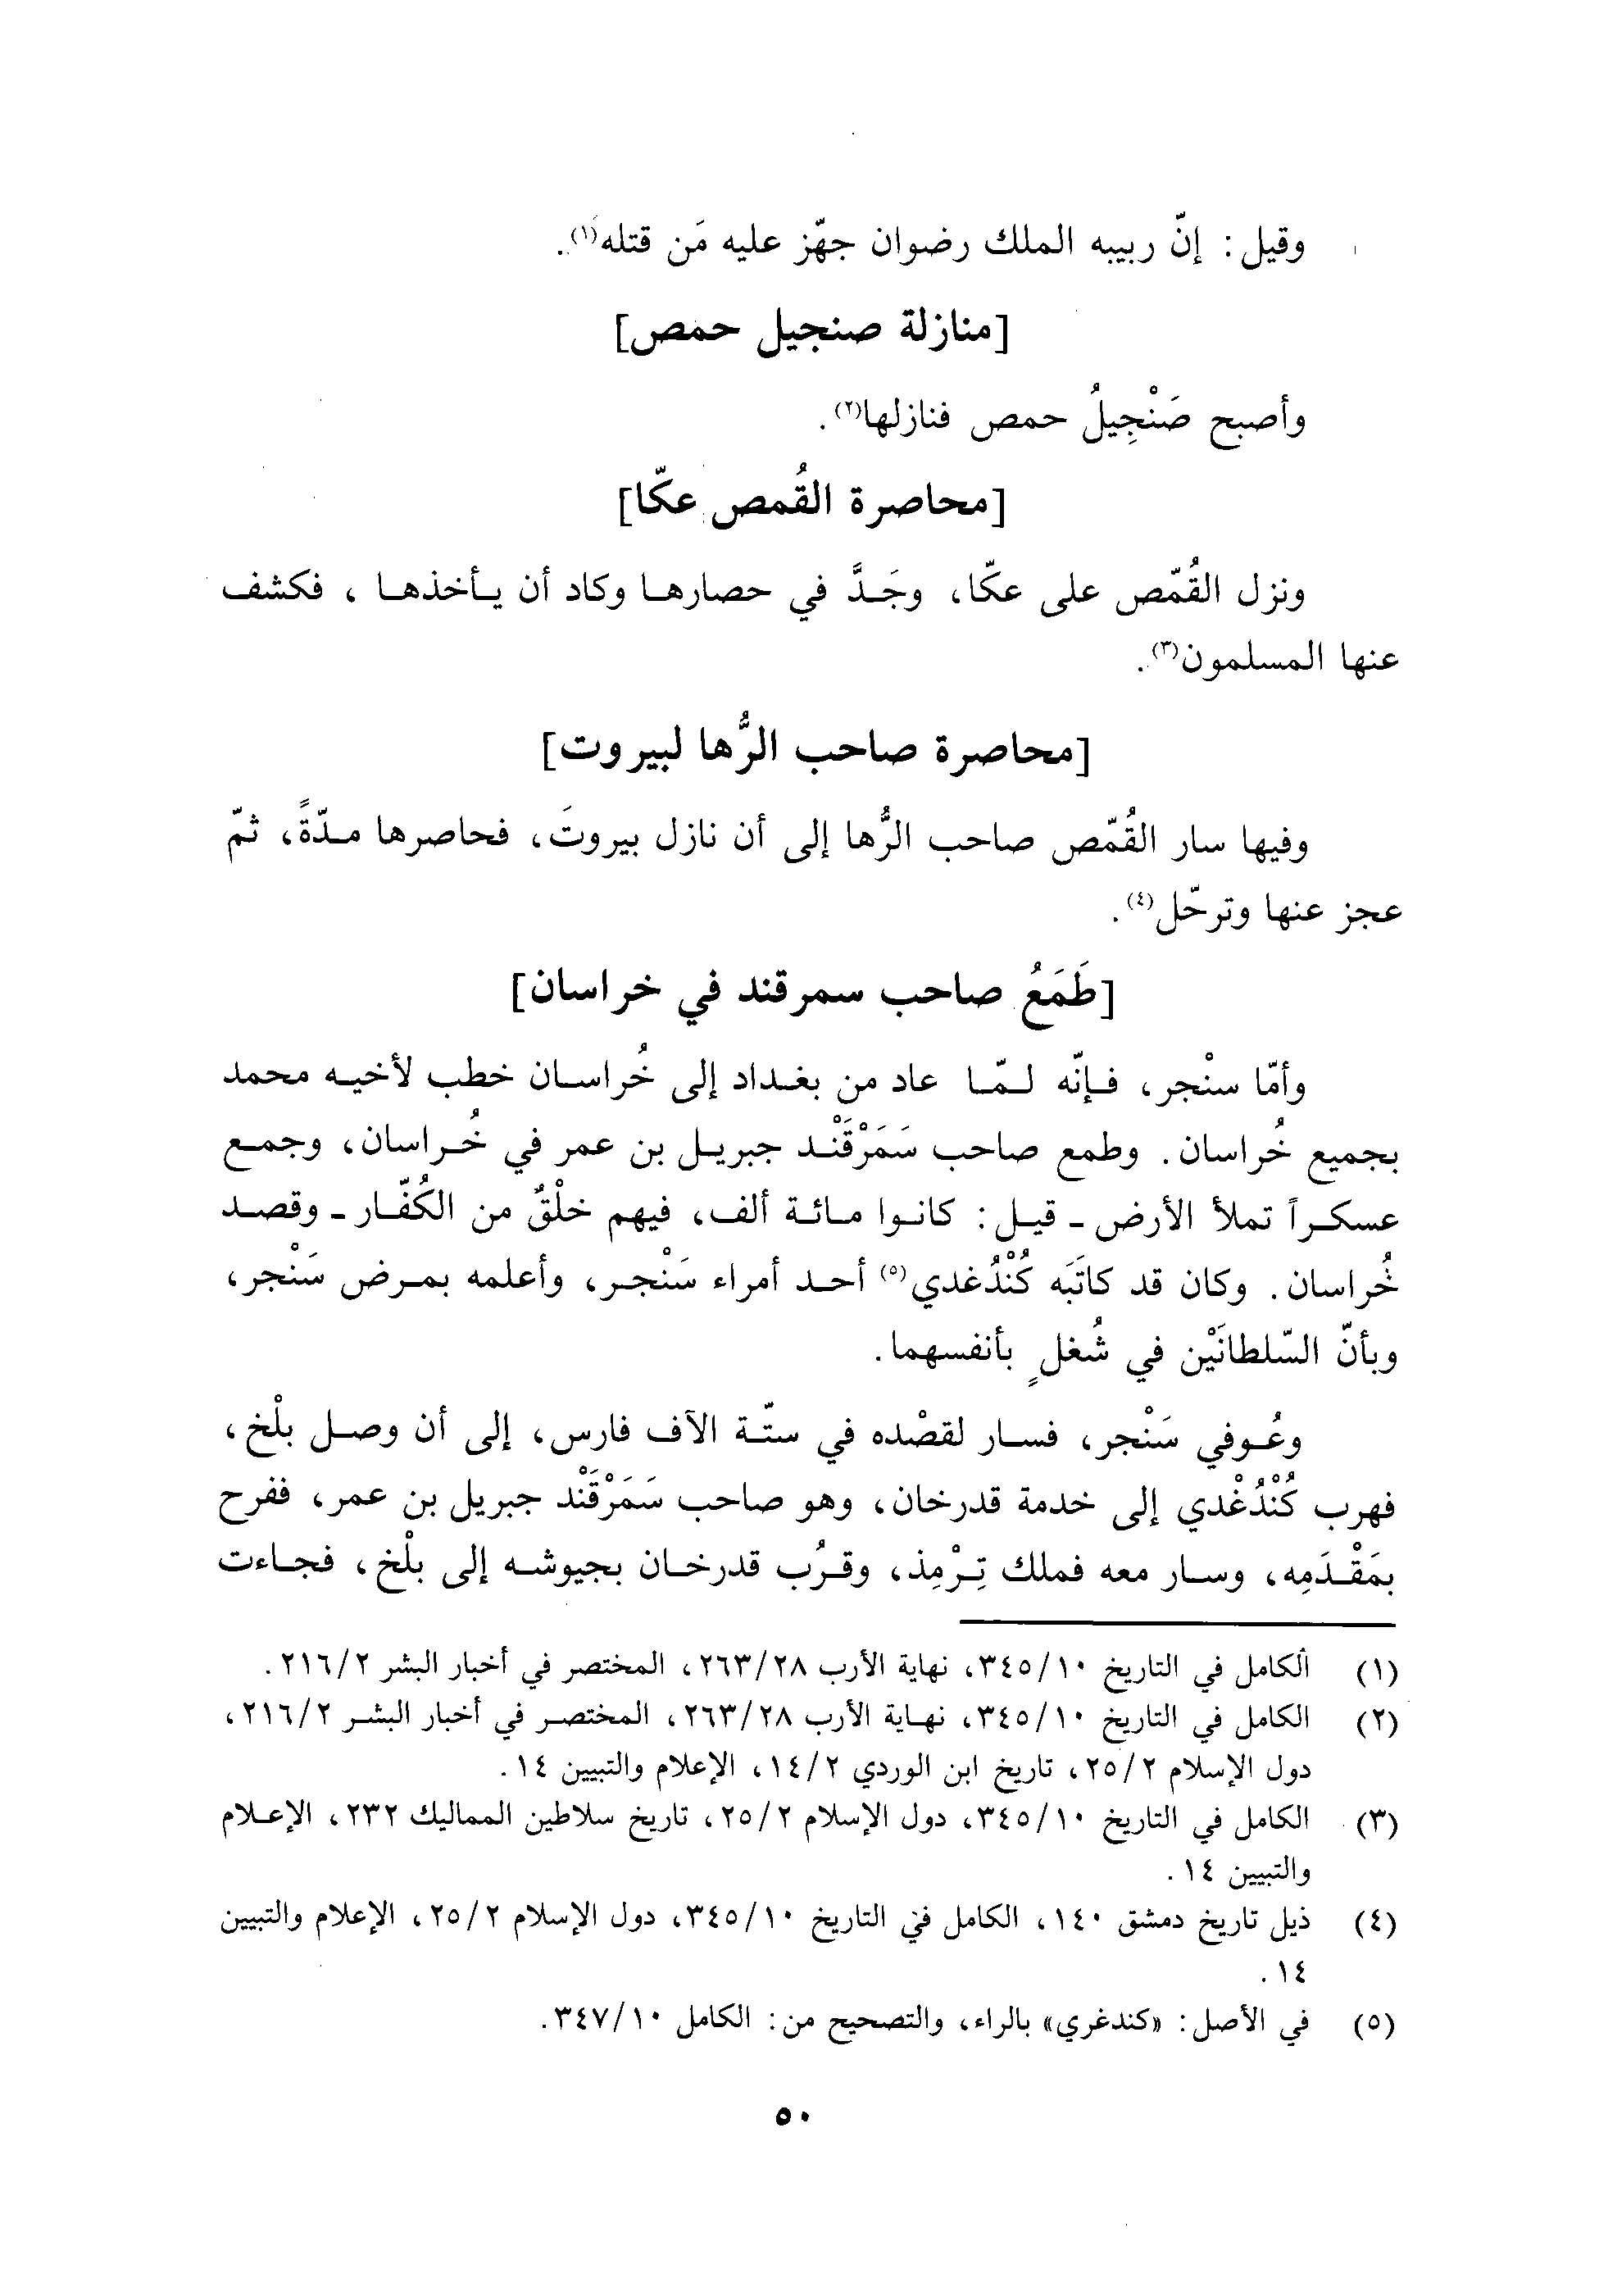 وقيل: إنّ ربيبه الملك رضوان جهّز عليه مَن قتله(١).
[منازلة صنجيل حمص]
وأصبح صَنْجِيلُ حمص فنازلها(٢).
[محاصرة القُمص عكّا]
ونزل القُمّص على عكّا، وجَدَّ في حصارها وكاد أن يأخذها، فكشف
عنها المسلمون(٣).
[محاصرة صاحب الرُّها لبيروت]
وفيها سار القُمّص صاحب الرُّها إلى أن نازل بيروتَ، فحاصرها مدّةً، ثمّ
عجز عنها وترحّل(٤).
[طَمَعُ صاحب سمرقند في خراسان]
وأمّا سنْجر، فإنّه لمّا عاد من بغداد إلى خُراسان خطب لأخيه محمد
بجميع خُراسان. وطمع صاحب سَمَرْقَنْد جبريل بن عمر في خُراسان، وجمع
عسكراً تملأ الأرض ـ قيل: كانوا مائة ألف، فيهم خلْقٌ من الكُفّار ـ وقصد
خُراسان. وكان قد كاتَبَه كُنْدُغدي(٥) أحد أمراء سَنْجر، وأعلمه بمرض سَنْجر،
وبأنّ السّلطانَيْن في شُغلٍ بأنفسهما.
وعُوفي سَنْجر، فسار لقصْده في ستّة الآف فارس، إلى أن وصل بلْخ،
فهرب كُنْدُغْدي إلى خدمة قدرخان، وهو صاحب سَمَرْقَنْد جبريل بن عمر، ففرح
بمَقْدَمِه، وسار معه فملك تِرْمِذ، وقرُب قدرخان بجيوشه إلى بلْخ، فجاءت
(١) الكامل في التاريخ ٣٤٥/١٠، نهاية الأرب ٢٦٣/٢٨، المختصر في أخبار البشر ٢١٦/٢.
(٢) الكامل في التاريخ ٣٤٥/١٠، نهاية الأرب ٢٦٣/٢٨، المختصر في أخبار البشر ٢١٦/٢،
دول الإسلام ٢٥/٢، تاريخ ابن الوردي ١٤/٢، الإعلام والتبيين ١٤.
(٣) الكامل في التاريخ ٣٤٥/١٠، دول الإسلام ٢٥/٢، تاريخ سلاطين المماليك ٢٣٢، الإعلام
والتبيين ١٤.
(٤) ذيل تاريخ دمشق ١٤٠، الكامل في التاريخ ٣٤٥/١٠، دول الإسلام ٢٥/٢، الإعلام والتبيين
١٤.
(٥) في الأصل: «كندغري» بالراء، والتصحيح من: الكامل ٣٤٧/١٠.
٥٠